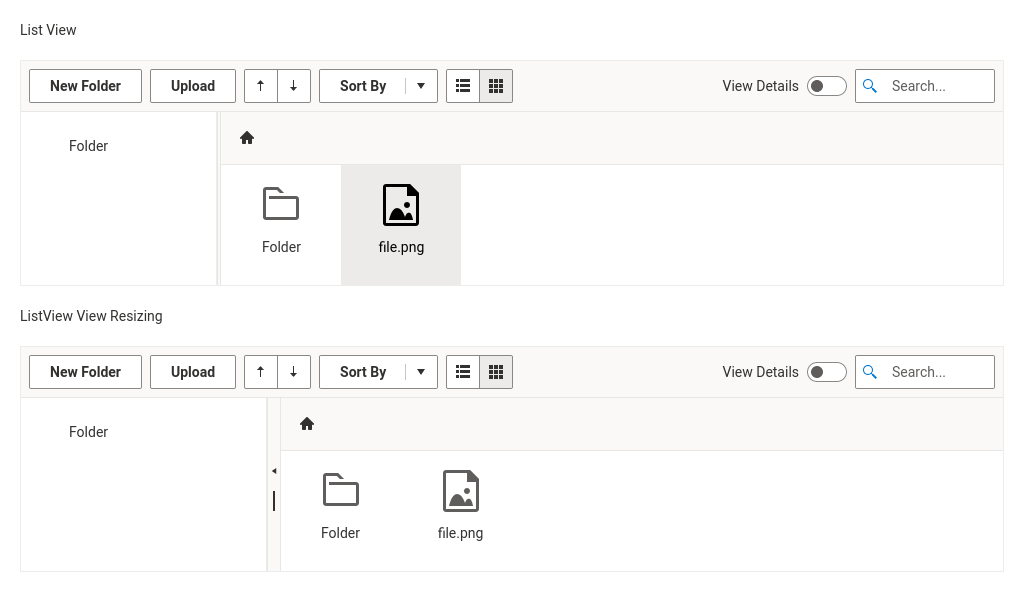 List View
New Folder Upload Sort By View Details Search...
Folder
Folder file.png
ListView View Resizing
New Folder Upload Sort By View Details Search...
Folder
Folder file.png